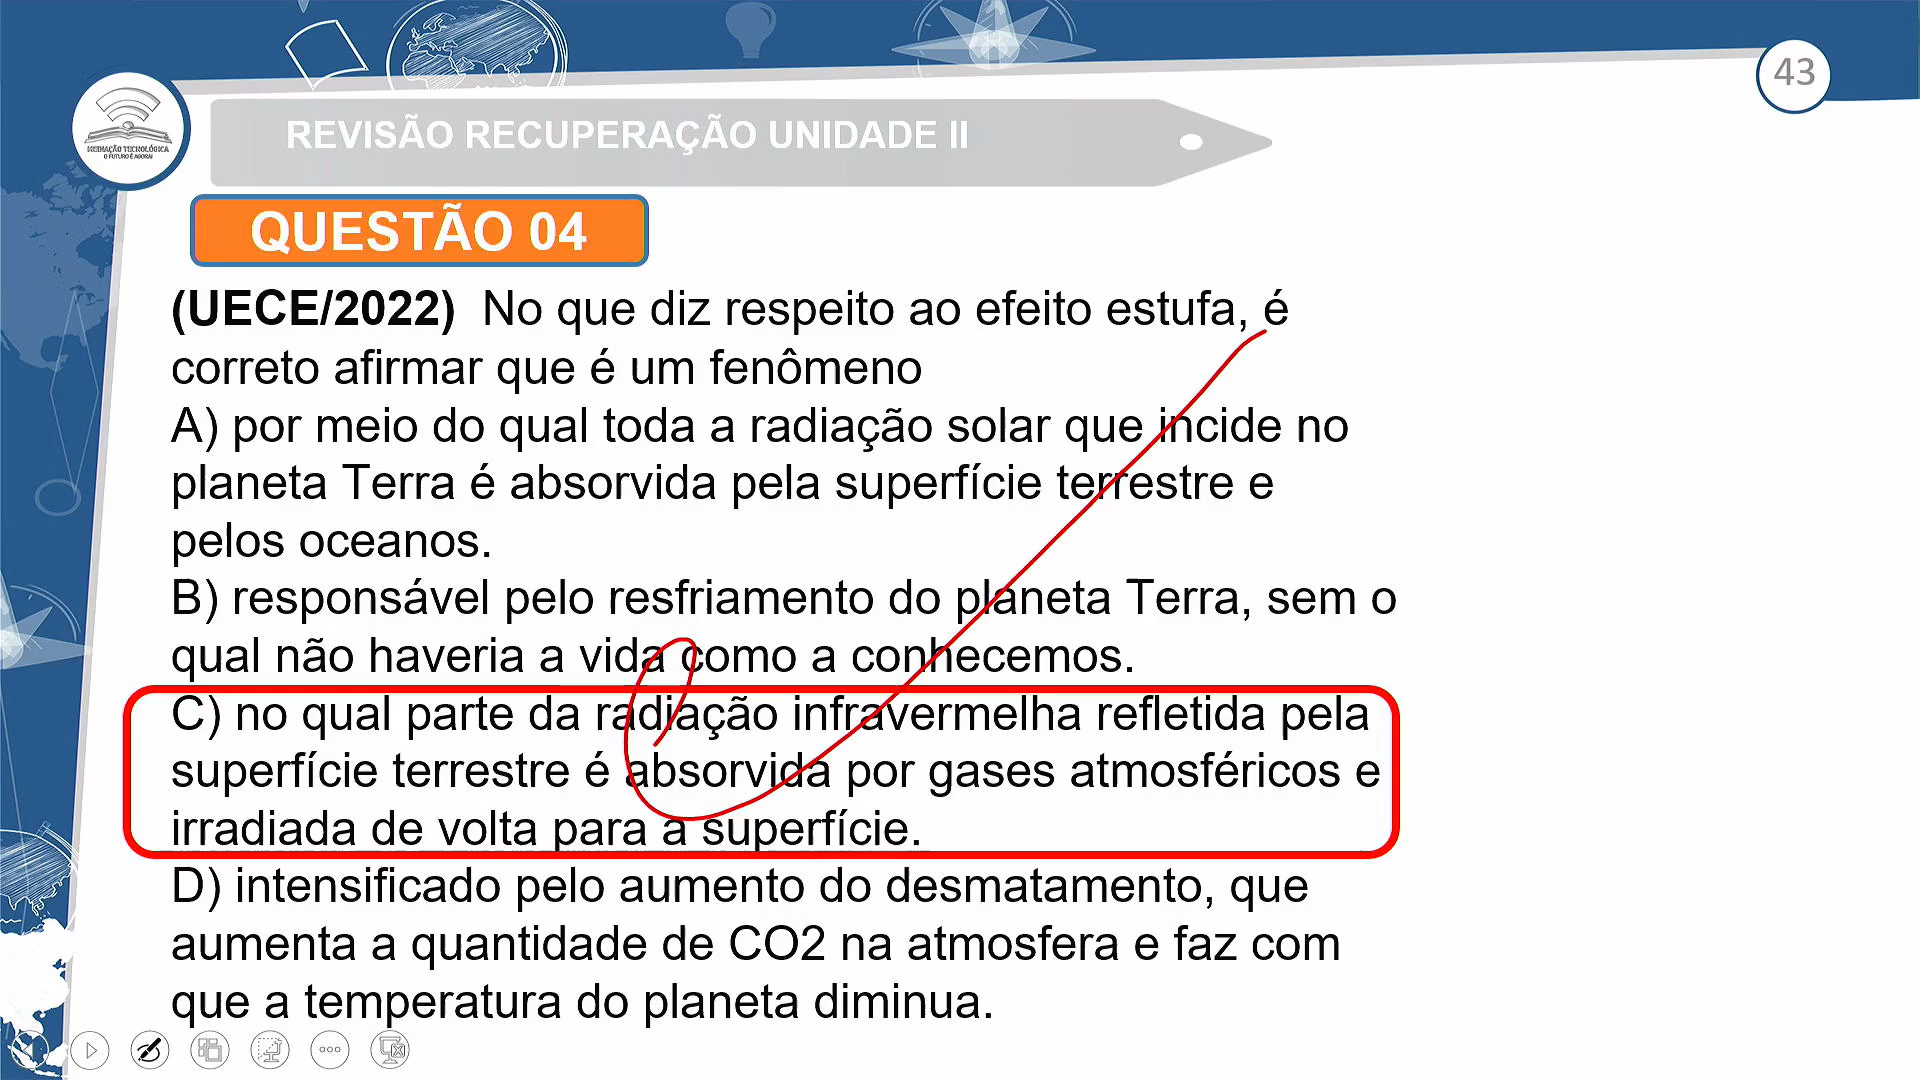 43
MEDIAÇÃO TECNOLÓGICA
O FUTURO É AGORA!
REVISÃO RECUPERAÇÃO UNIDADE II
QUESTÃO 04
(UECE/2022) No que diz respeito ao efeito estufa, é
correto afirmar que é um fenômeno
A) por meio do qual toda a radiação solar que incide no
planeta Terra é absorvida pela superfície terrestre e
pelos oceanos.
B) responsável pelo resfriamento do planeta Terra, sem o
qual não haveria a vida como a conhecemos.
C) no qual parte da radiação infravermelha refletida pela
superfície terrestre é absorvida por gases atmosféricos e
irradiada de volta para a superfície.
D) intensificado pelo aumento do desmatamento, que
aumenta a quantidade de CO2 na atmosfera e faz com
que a temperatura do planeta diminua.